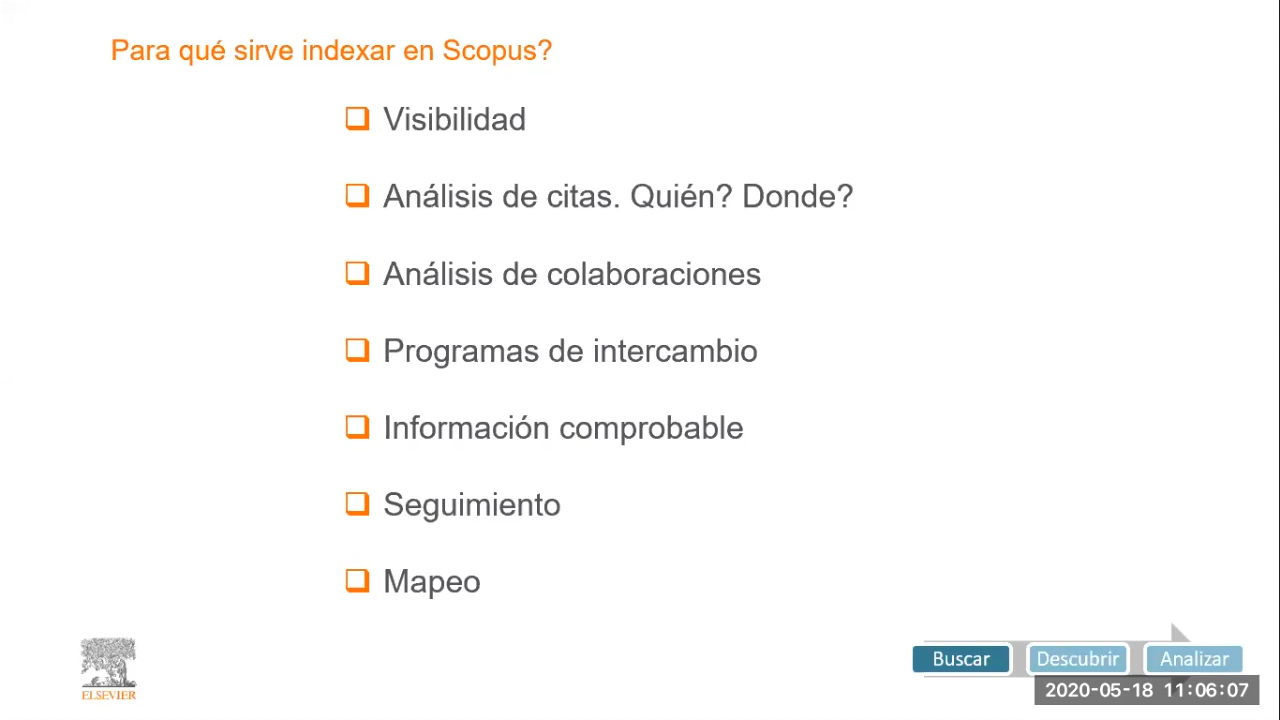 Para qué sirve indexar en Scopus?
Visibilidad
Análisis de citas. Quién? Donde?
Análisis de colaboraciones
Programas de intercambio
Información comprobable
Seguimiento
Mapeo
ELSEVIER
Buscar Descubrir Analizar
2020-05-18 11:06:07